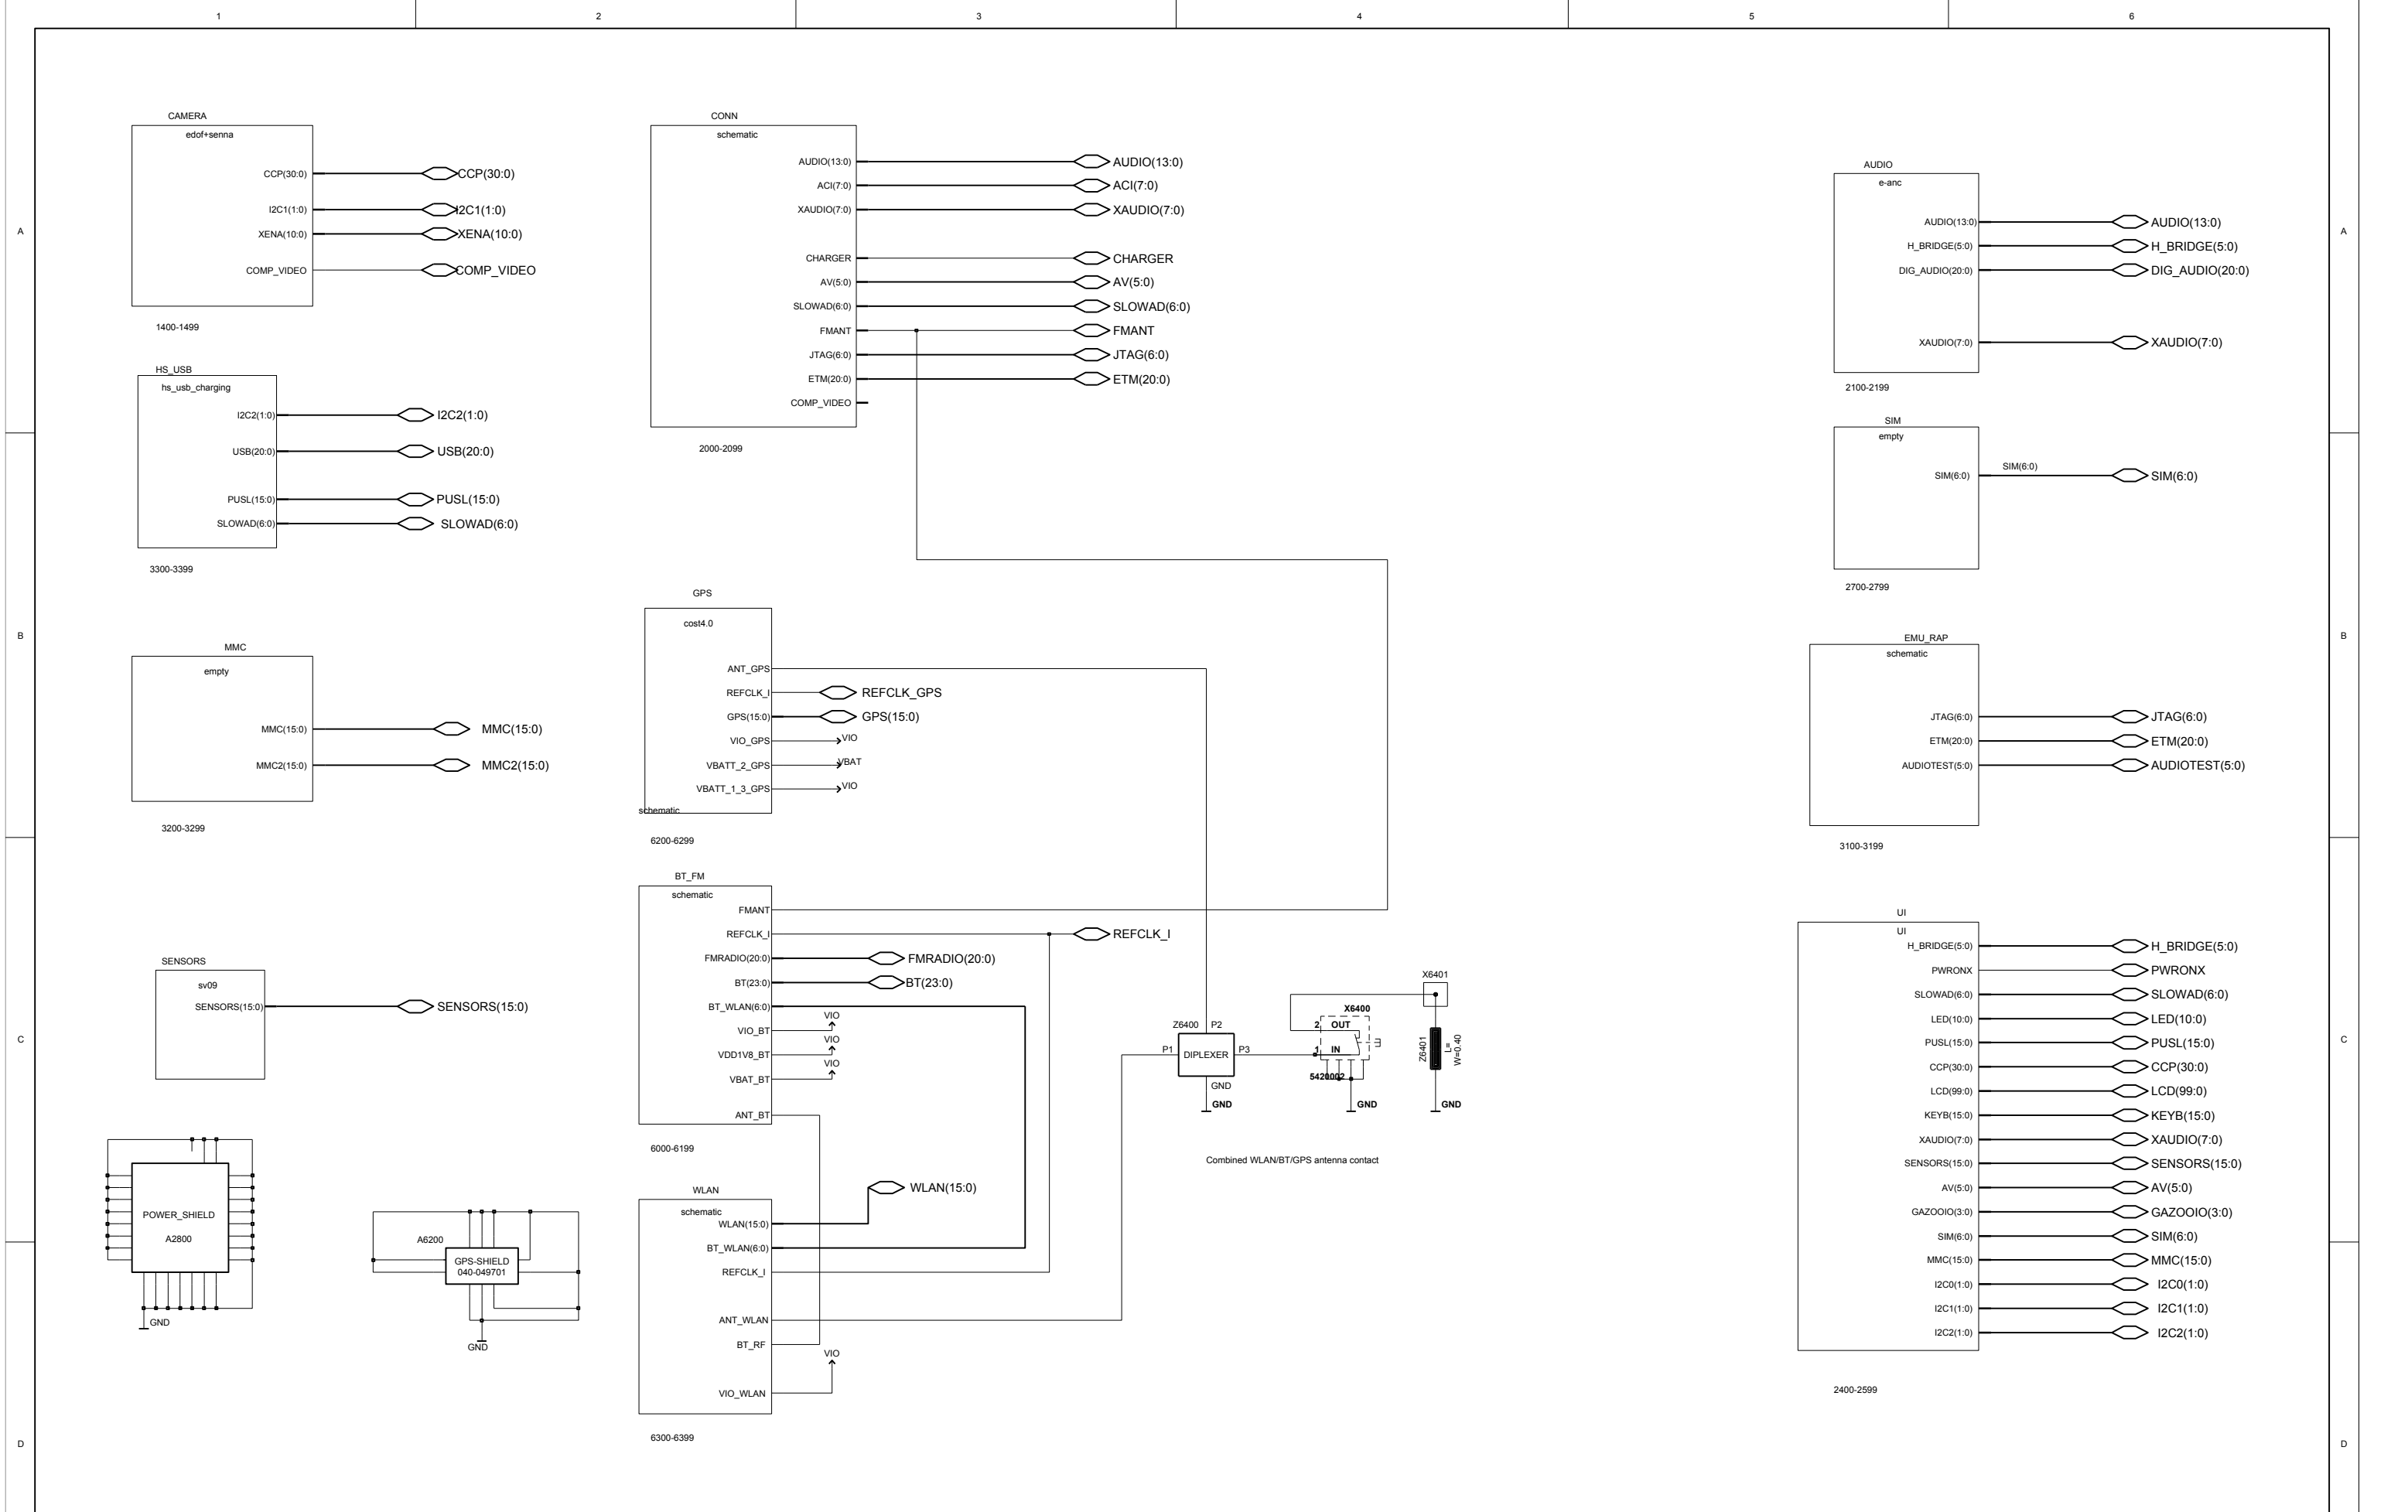 1 2 3 4 5 6
A
B
C
D
A
B
C
D
CAMERA
edof+senna
CCP(30:0) CCP(30:0)
I2C1(1:0) I2C1(1:0)
XENA(10:0) XENA(10:0)
COMP_VIDEO COMP_VIDEO
1400-1499
HS_USB
hs_usb_charging
I2C2(1:0) I2C2(1:0)
USB(20:0) USB(20:0)
PUSL(15:0) PUSL(15:0)
SLOWAD(6:0) SLOWAD(6:0)
3300-3399
MMC
empty
MMC(15:0) MMC(15:0)
MMC2(15:0) MMC2(15:0)
3200-3299
SENSORS
sv09
SENSORS(15:0) SENSORS(15:0)
POWER_SHIELD
A2800
GND
A6200
GPS-SHIELD
040-049701
GND
CONN
schematic
AUDIO(13:0) AUDIO(13:0)
ACI(7:0) ACI(7:0)
XAUDIO(7:0) XAUDIO(7:0)
CHARGER CHARGER
AV(5:0) AV(5:0)
SLOWAD(6:0) SLOWAD(6:0)
FMANT FMANT
JTAG(6:0) JTAG(6:0)
ETM(20:0) ETM(20:0)
COMP_VIDEO
2000-2099
GPS
cost4.0
ANT_GPS
REFCLK_I REFCLK_GPS
GPS(15:0) GPS(15:0)
VIO_GPS VIO
VBATT_2_GPS VBAT
VBATT_1_3_GPS VIO
schematic
6200-6299
BT_FM
schematic
FMANT
REFCLK_I REFCLK_I
FMRADIO(20:0) FMRADIO(20:0)
BT(23:0) BT(23:0)
BT_WLAN(6:0)
VIO
VIO_BT
VIO
VDD1V8_BT
VIO
VBAT_BT
ANT_BT
6000-6199
WLAN
schematic
WLAN(15:0)
WLAN(15:0)
BT_WLAN(6:0)
REFCLK_I
ANT_WLAN
BT_RF
VIO
VIO_WLAN
6300-6399
Z6400 P2
P1 DIPLEXER P3
GND
GND
X6400
2 OUT
1 IN
5420002
GND
X6401
Z6401
L=
W=0.40
GND
Combined WLAN/BT/GPS antenna contact
AUDIO
e-anc
AUDIO(13:0) AUDIO(13:0)
H_BRIDGE(5:0) H_BRIDGE(5:0)
DIG_AUDIO(20:0) DIG_AUDIO(20:0)
XAUDIO(7:0) XAUDIO(7:0)
2100-2199
SIM
empty
SIM(6:0) SIM(6:0) SIM(6:0)
2700-2799
EMU_RAP
schematic
JTAG(6:0) JTAG(6:0)
ETM(20:0) ETM(20:0)
AUDIOTEST(5:0) AUDIOTEST(5:0)
3100-3199
UI
UI
H_BRIDGE(5:0) H_BRIDGE(5:0)
PWRONX PWRONX
SLOWAD(6:0) SLOWAD(6:0)
LED(10:0) LED(10:0)
PUSL(15:0) PUSL(15:0)
CCP(30:0) CCP(30:0)
LCD(99:0) LCD(99:0)
KEYB(15:0) KEYB(15:0)
XAUDIO(7:0) XAUDIO(7:0)
SENSORS(15:0) SENSORS(15:0)
AV(5:0) AV(5:0)
GAZOOIO(3:0) GAZOOIO(3:0)
SIM(6:0) SIM(6:0)
MMC(15:0) MMC(15:0)
I2C0(1:0) I2C0(1:0)
I2C1(1:0) I2C1(1:0)
I2C2(1:0) I2C2(1:0)
2400-2599